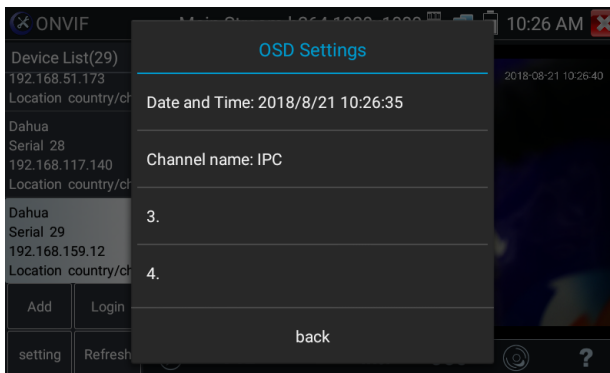 ONVIF
10:26 AM
Device List(29)
192.168.51.173
Location country/ch
Dahua
Serial 28
192.168.117.140
Location country/ch
Dahua
Serial 29
192.168.159.12
Location country/ch
Add
Login
setting
Refresh
OSD Settings
Date and Time: 2018/8/21 10:26:35
Channel name: IPC
3.
4.
back
2018-08-21 10:26:40
?